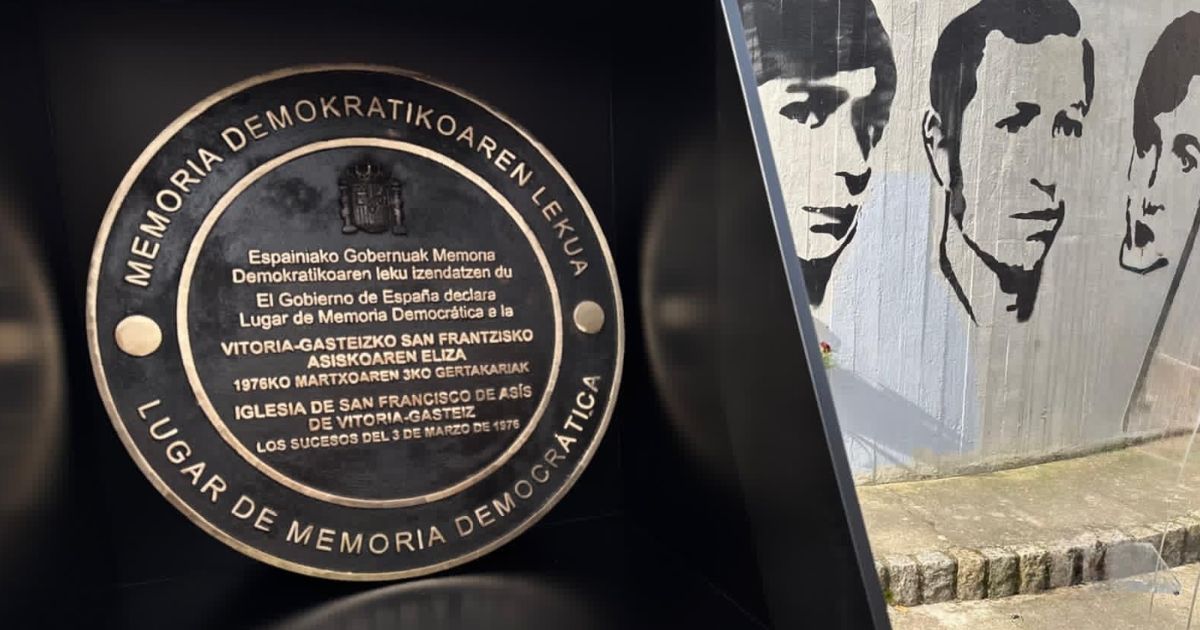 MEMORIA DEMOKRATIKOAREN LEKUA
Espainiako Gobernuak Memoria
Demokratikoaren leku izendatzen du
El Gobierno de España declara
Lugar de Memoria Democrática a la
VITORIA-GASTEIZKO SAN FRANTZISKO
ASISKOAREN ELIZA
1976KO MARTXOAREN 3KO GERTAKARIAK
IGLESIA DE SAN FRANCISCO DE ASÍS
DE VITORIA-GASTEIZ
LOS SUCESOS DEL 3 DE MARZO DE 1976
LUGAR DE MEMORIA DEMOCRÁTICA